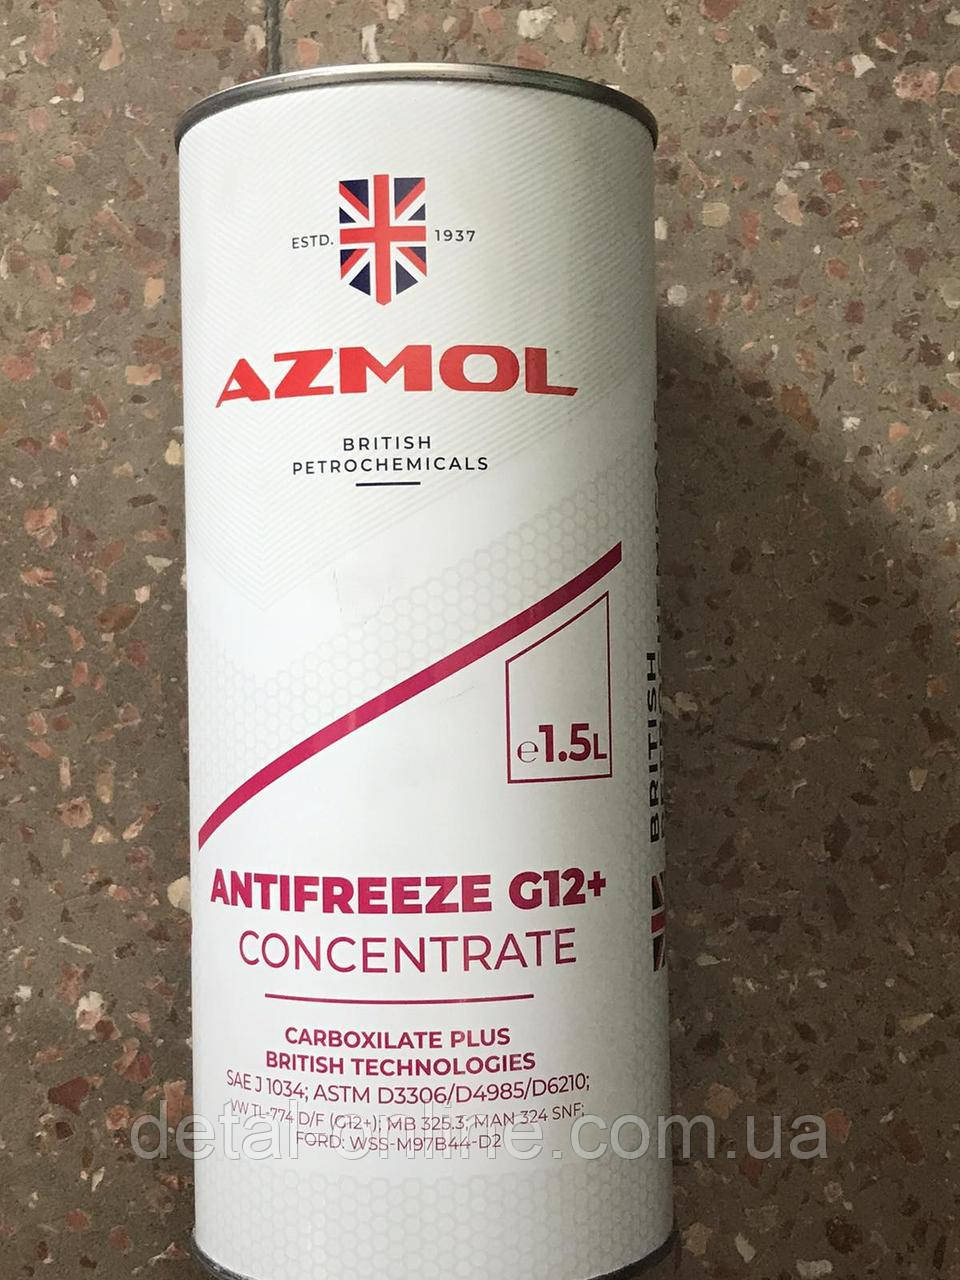 ESTD. 1937
AZMOL
BRITISH
PETROCHEMICALS
e1.5L
ANTIFREEZE G12+
CONCENTRATE
CARBOXILATE PLUS
BRITISH TECHNOLOGIES
SAE J 1034; ASTM D3306/D4985/D6210;
VW TL-774 D/F (G12+); MB 325.3; MAN 324 SNF;
FORD: WSS-M97B44-D2
BRITISH
detal-online.com.ua